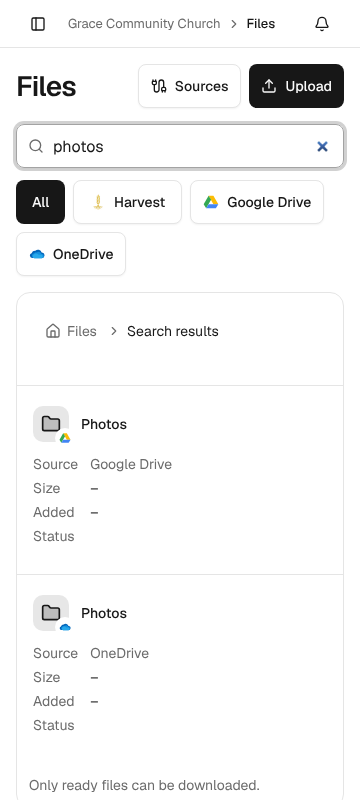 Grace Community Church > Files
Files
Sources
Upload
photos
All
Harvest
Google Drive
OneDrive
Files > Search results
Photos
Source Google Drive
Size –
Added –
Status
Photos
Source OneDrive
Size –
Added –
Status
Only ready files can be downloaded.